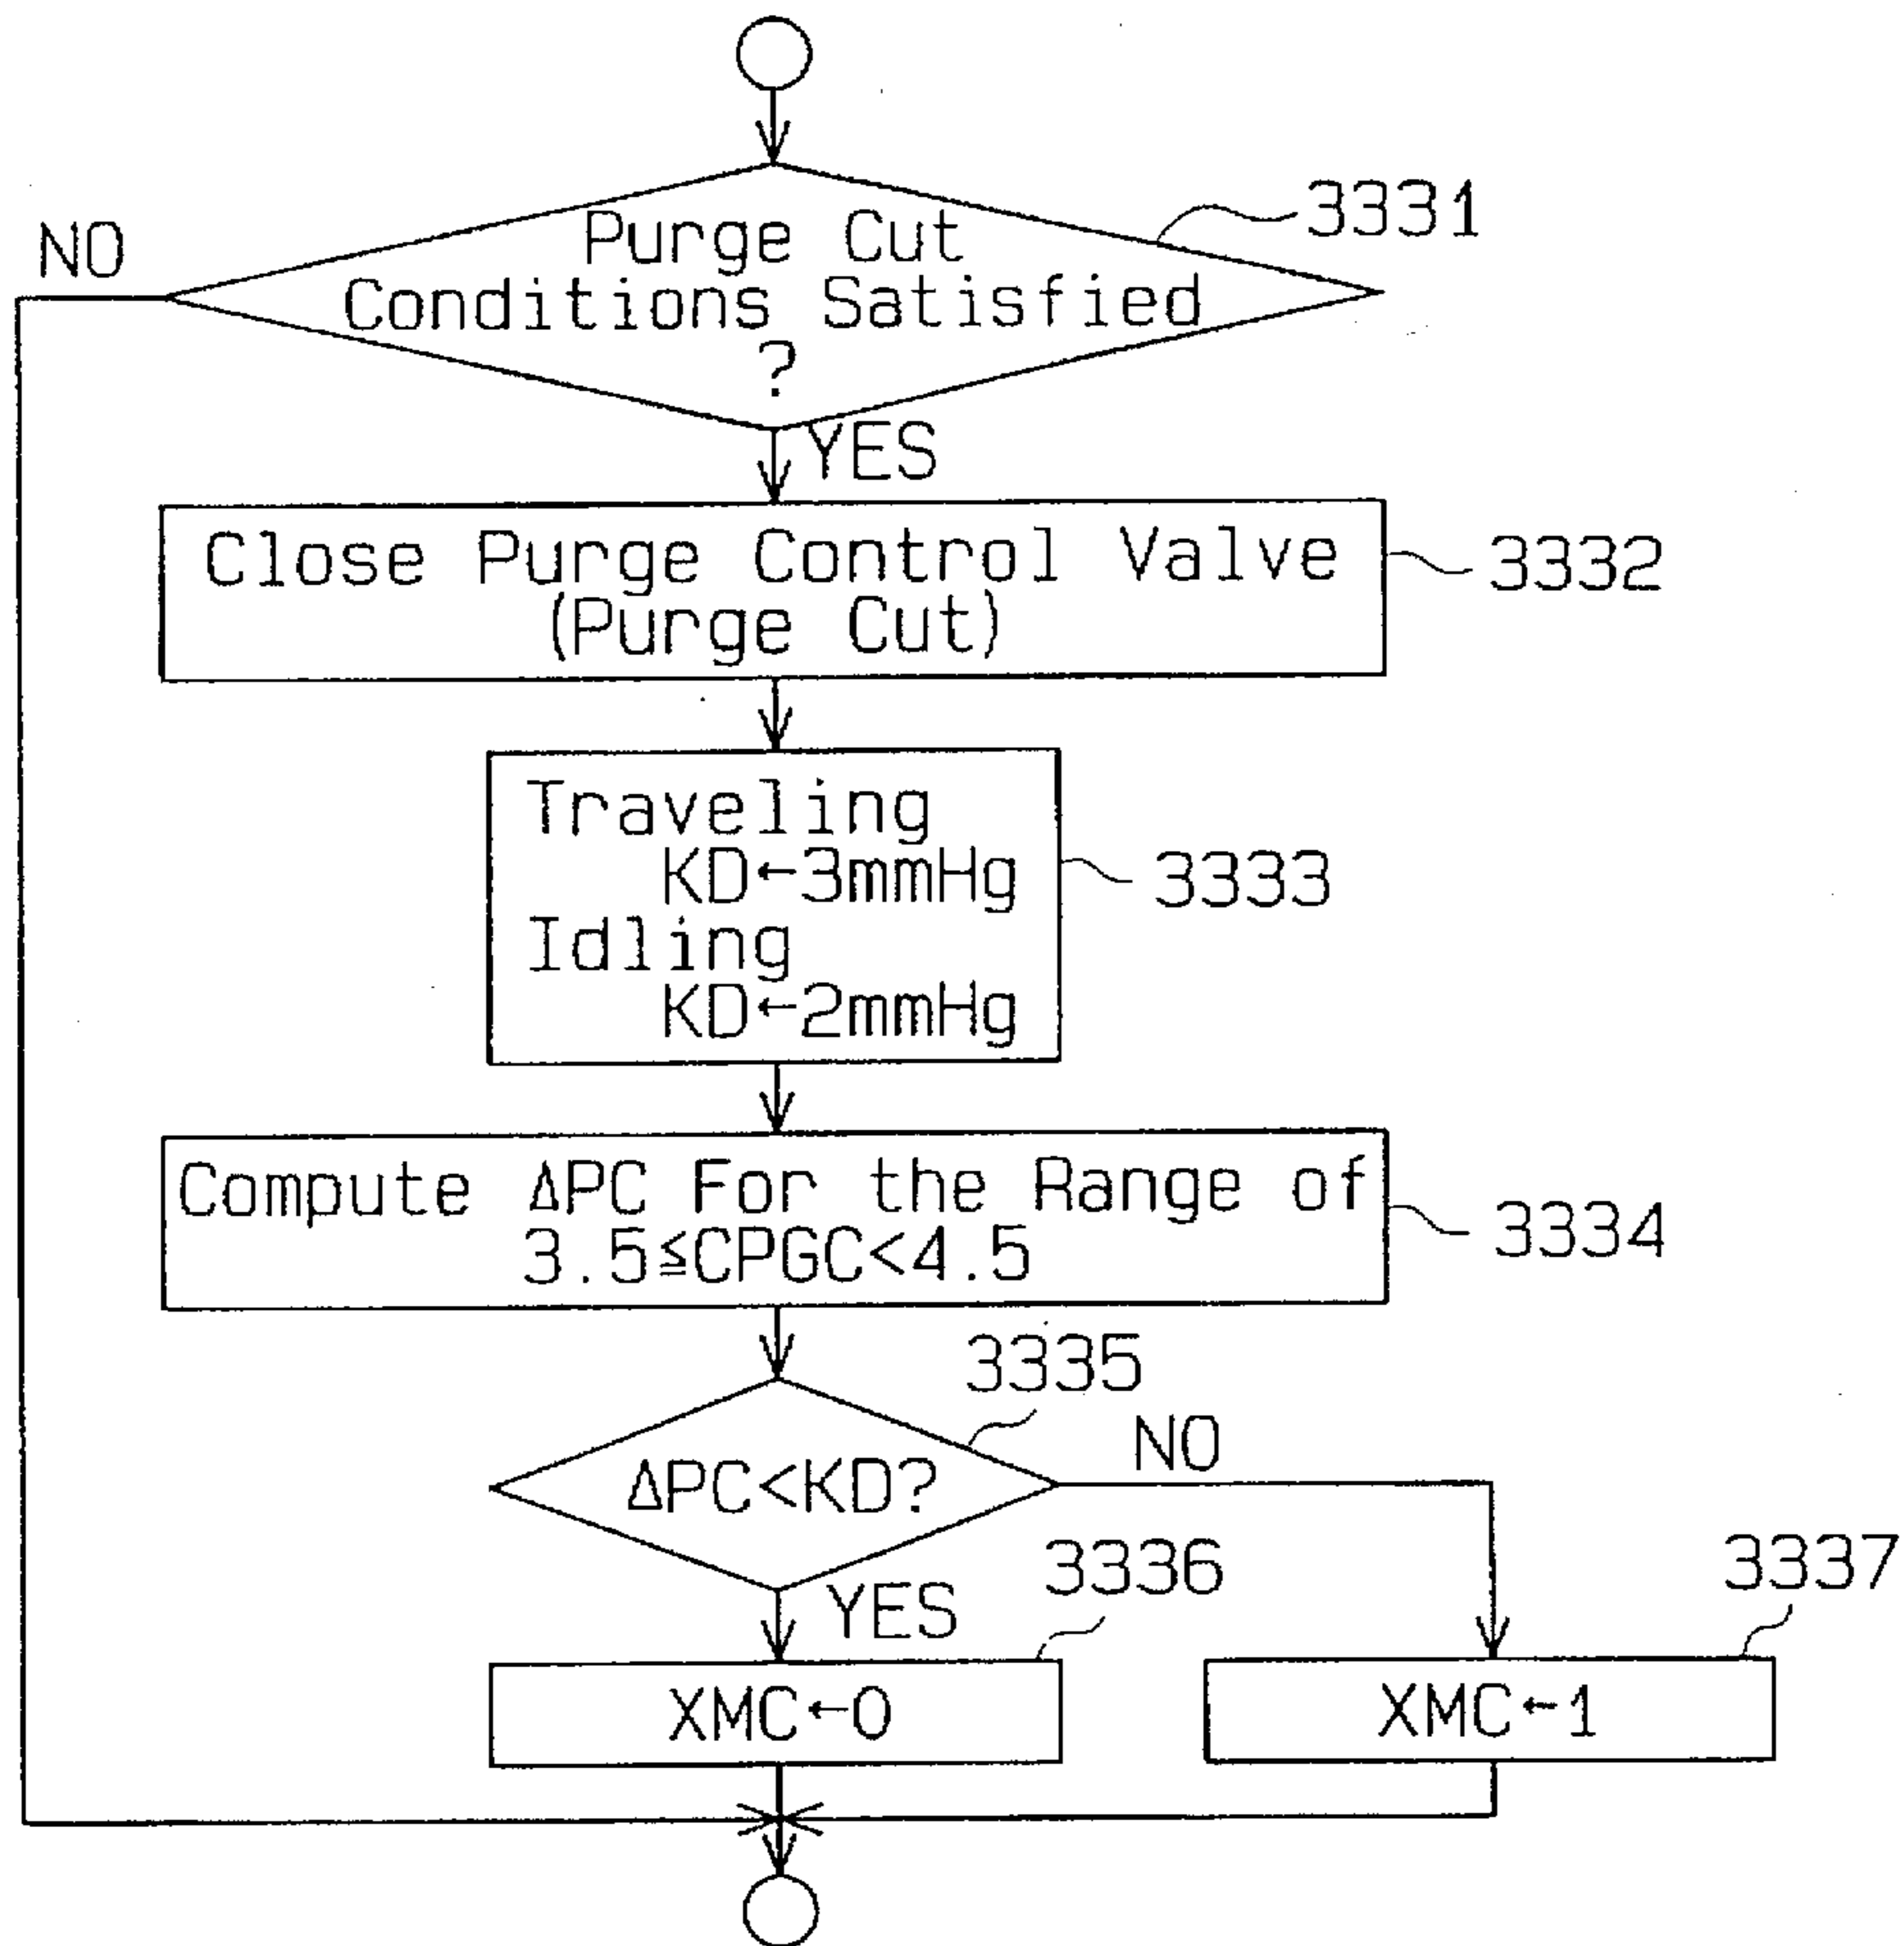 Purge Cut
Conditions Satisfied
?
3331
NO
YES
Close Purge Control Valve
(Purge Cut)
3332
Traveling
KD←3mmHg
Idling
KD←2mmHg
3333
Compute ΔPC For the Range of
3.5≦CPGC<4.5
3334
3335
ΔPC<KD?
NO
YES
3336
3337
XMC←0
XMC←1